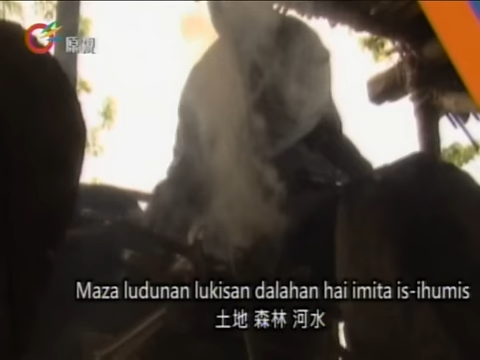 原視
Maza ludunan lukisan dalahan hai imita is-ihumis
土地 森林 河水